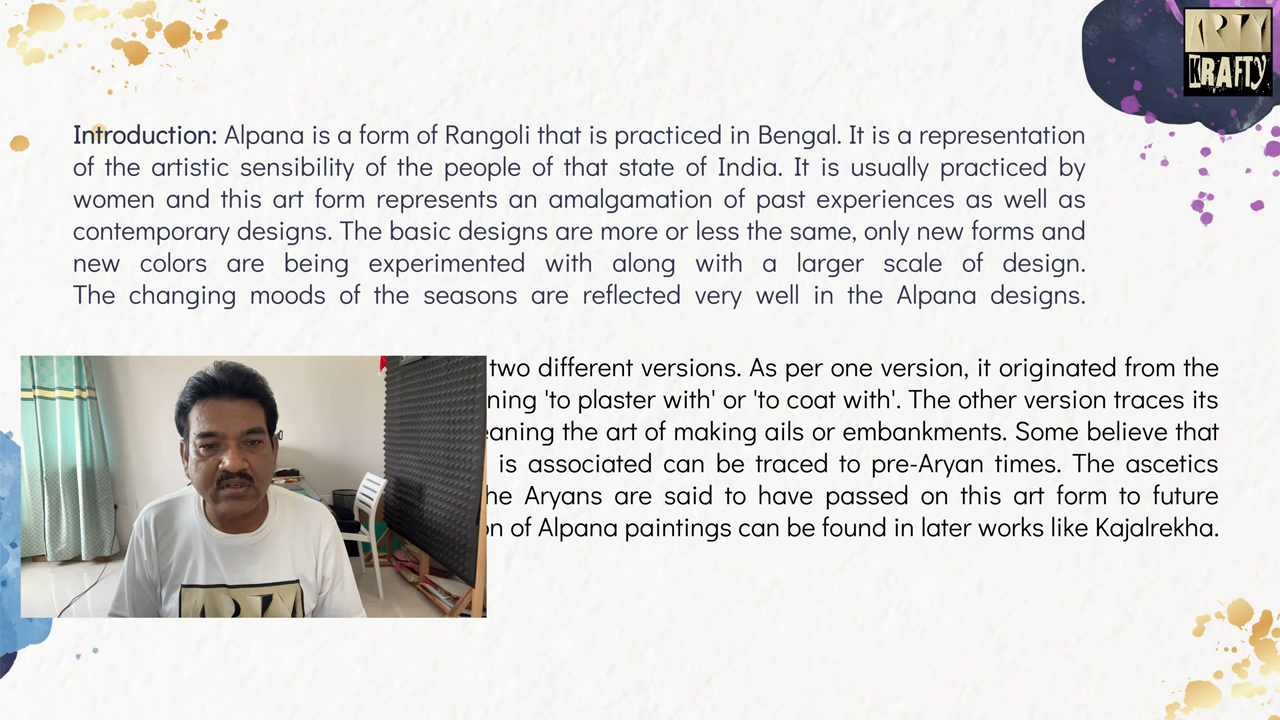 ARTY
KRAFTY
Introduction: Alpana is a form of Rangoli that is practiced in Bengal. It is a representation
of the artistic sensibility of the people of that state of India. It is usually practiced by
women and this art form represents an amalgamation of past experiences as well as
contemporary designs. The basic designs are more or less the same, only new forms and
new colors are being experimented with along with a larger scale of design.
The changing moods of the seasons are reflected very well in the Alpana designs.
two different versions. As per one version, it originated from the
'to plaster with' or 'to coat with'. The other version traces its
the art of making ails or embankments. Some believe that
is associated can be traced to pre-Aryan times. The ascetics
Aryans are said to have passed on this art form to future
of Alpana paintings can be found in later works like Kajalrekha.
ARTY